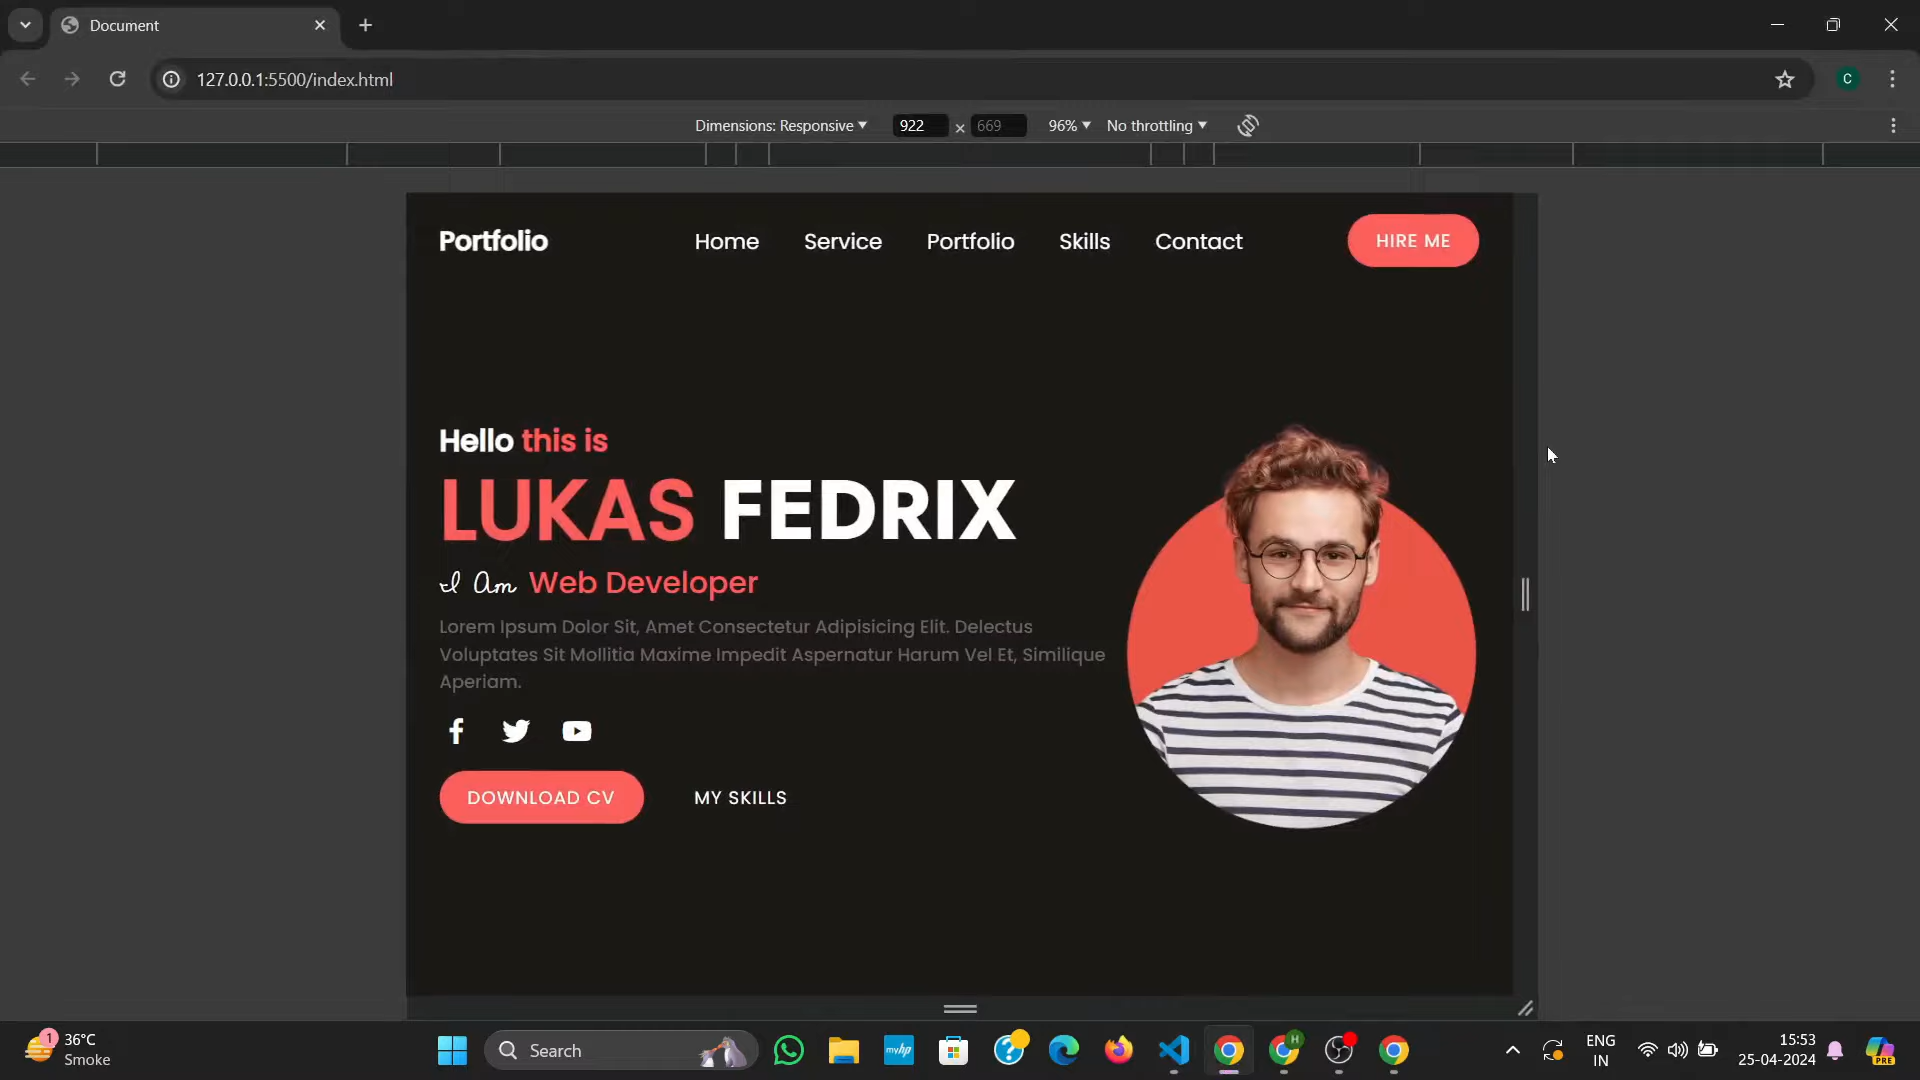 Document
127.0.0.1:5500/index.html
C
Dimensions: Responsive 922 × 669 96% No throttling
Portfolio Home Service Portfolio Skills Contact HIRE ME
Hello this is
LUKAS FEDRIX
I Am Web Developer
Lorem Ipsum Dolor Sit, Amet Consectetur Adipisicing Elit. Delectus
Voluptates Sit Mollitia Maxime Impedit Aspernatur Harum Vel Et, Similique
Aperiam.
DOWNLOAD CV MY SKILLS
1 36°C
Smoke
Search
myhp
H
ENG
IN
15:53
25-04-2024
PRE